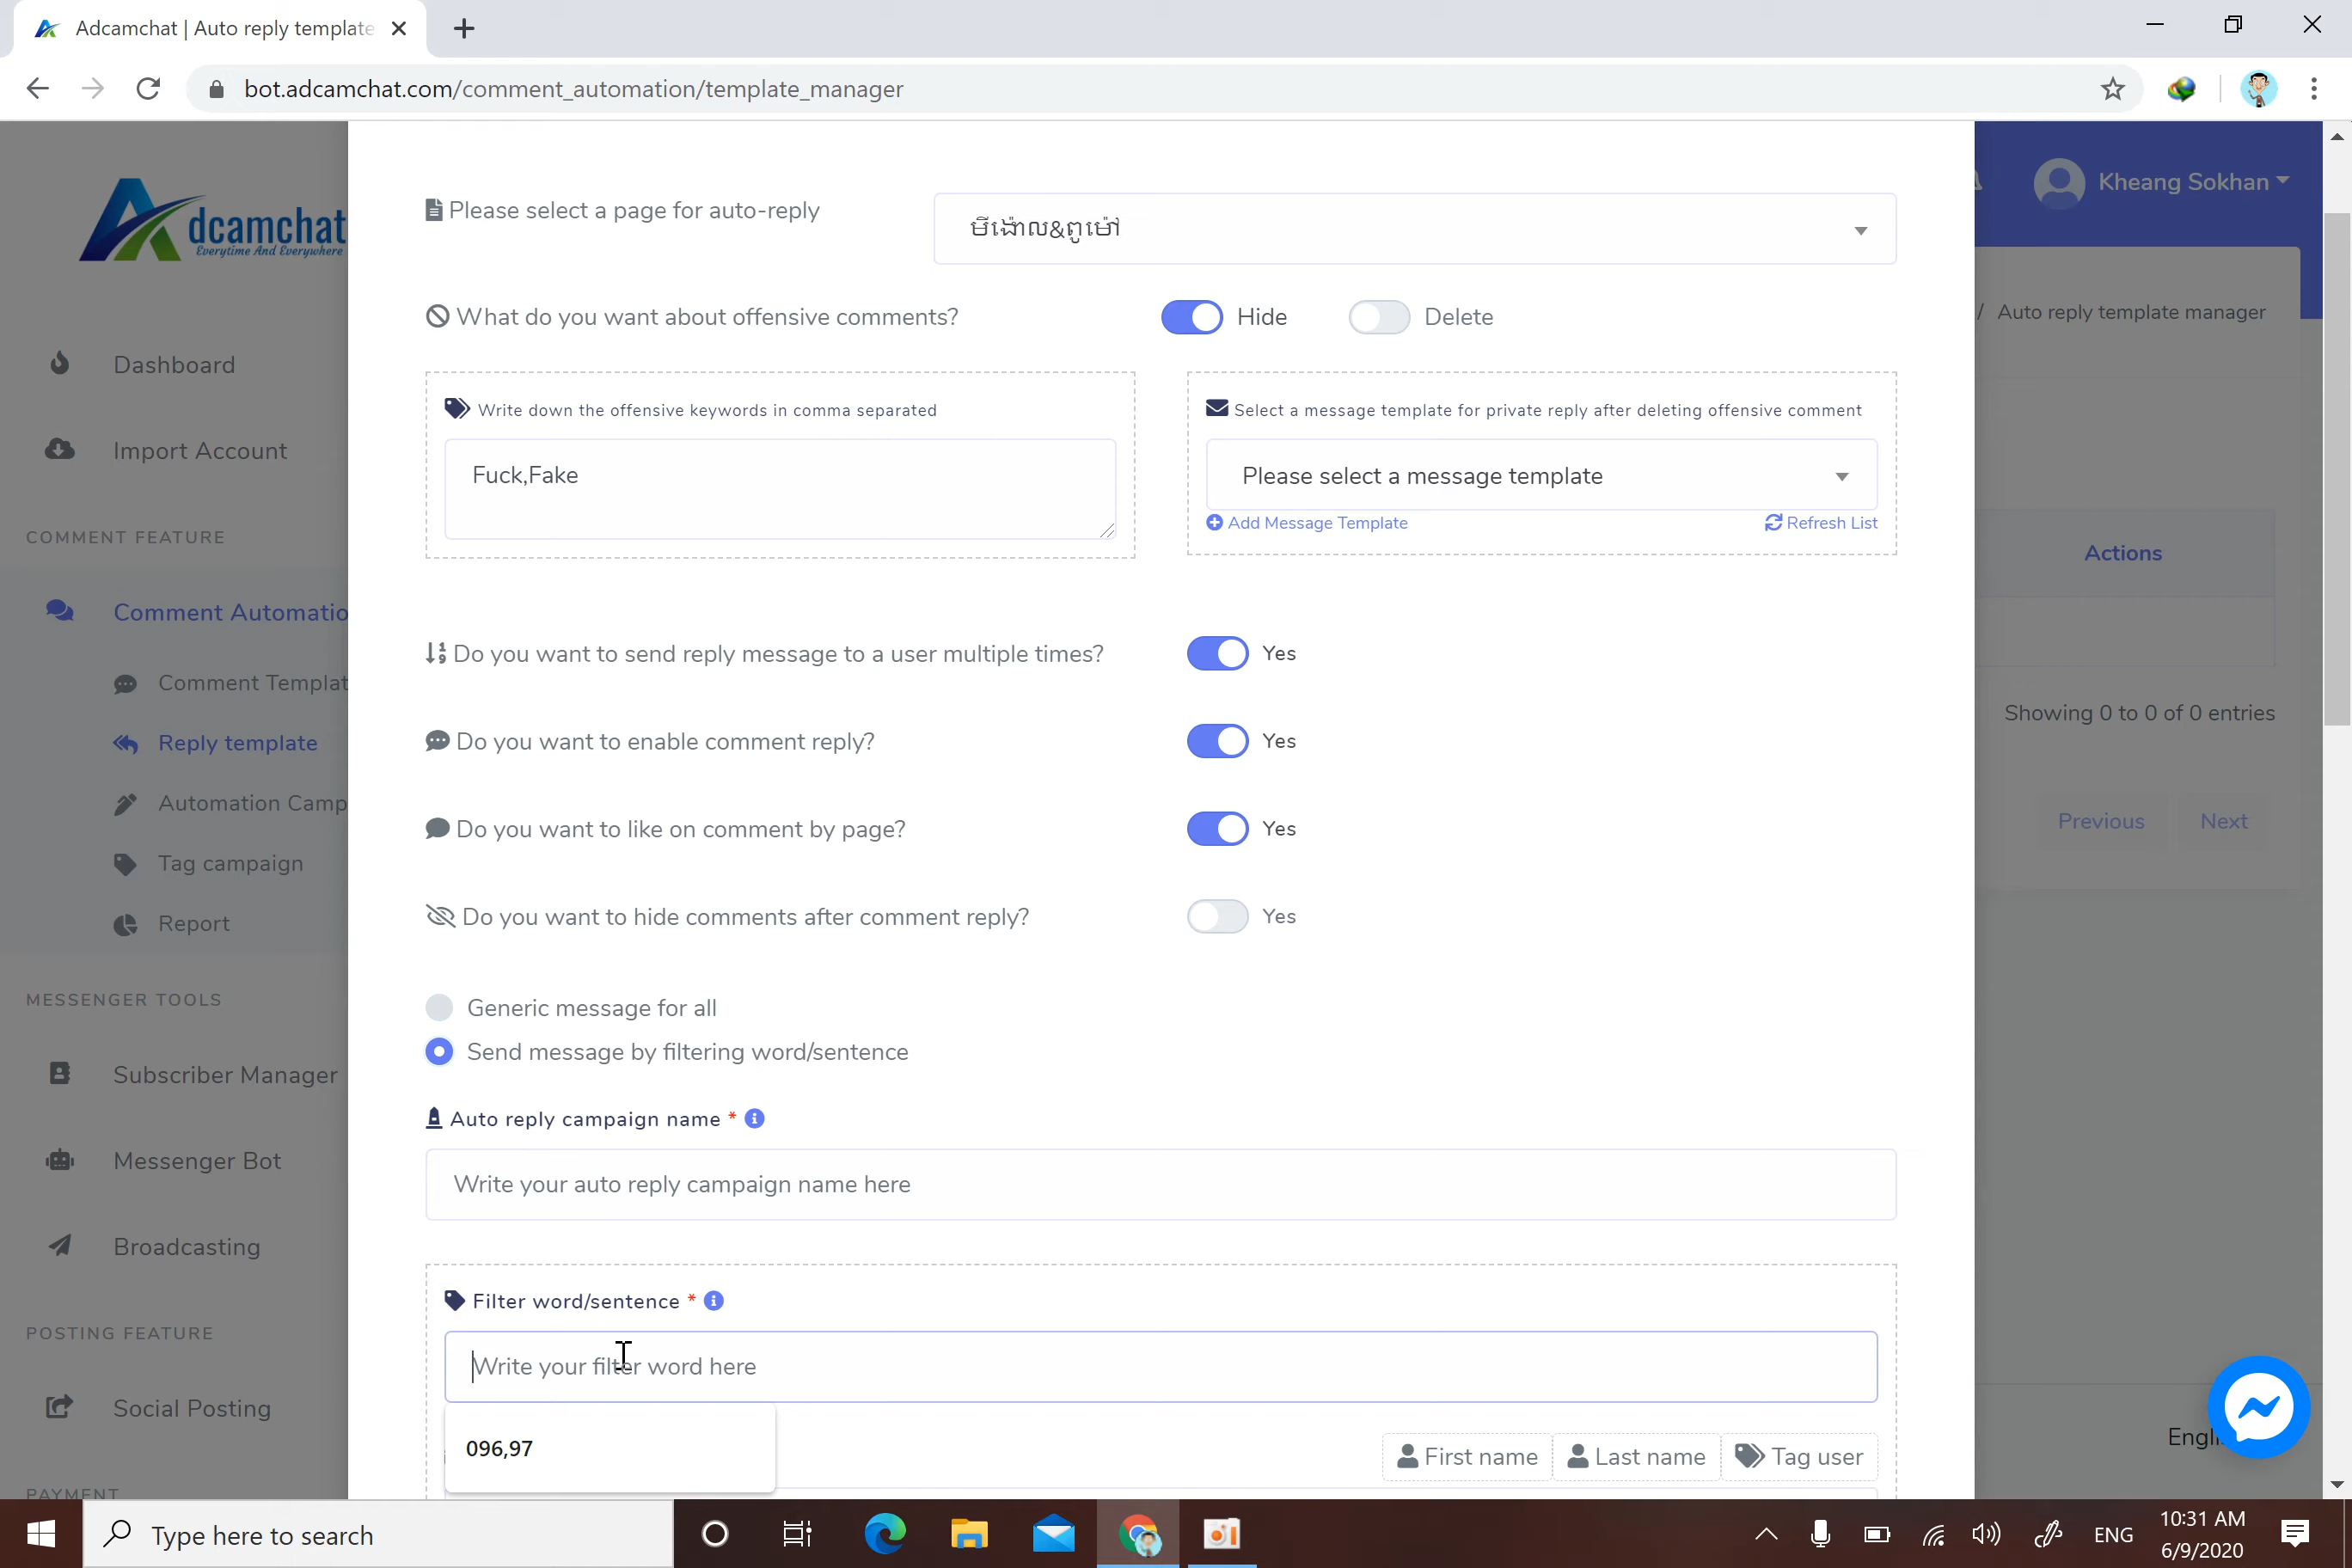 Adcamchat | Auto reply template
bot.adcamchat.com/comment_automation/template_manager
Adcamchat
Everytime And Everywhere
Kheang Sokhan
Dashboard
Import Account
COMMENT FEATURE
Comment Automatio
Comment Templat
Reply template
Automation Camp
Tag campaign
Report
MESSENGER TOOLS
Subscriber Manager
Messenger Bot
Broadcasting
POSTING FEATURE
Social Posting
PAYMENT
Please select a page for auto-reply
មីងោល&ពូម៉ៅ
What do you want about offensive comments?
Hide
Delete
Write down the offensive keywords in comma separated
Fuck,Fake
Select a message template for private reply after deleting offensive comment
Please select a message template
Add Message Template
Refresh List
Do you want to send reply message to a user multiple times?
Yes
Do you want to enable comment reply?
Yes
Do you want to like on comment by page?
Yes
Do you want to hide comments after comment reply?
Yes
Generic message for all
Send message by filtering word/sentence
Auto reply campaign name *
Write your auto reply campaign name here
Filter word/sentence *
Write your filter word here
096,97
First name
Last name
Tag user
/ Auto reply template manager
Actions
Showing 0 to 0 of 0 entries
Previous
Next
Engli
Type here to search
ENG
10:31 AM
6/9/2020